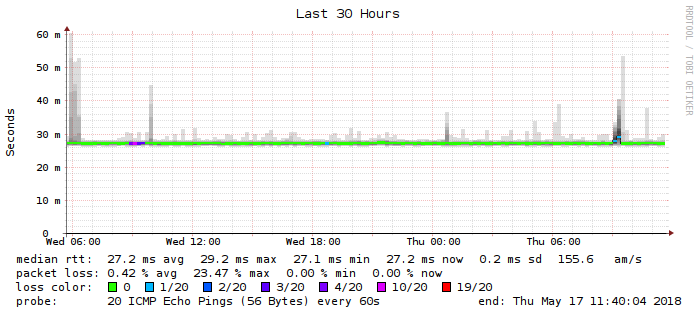 Last 30 Hours
RRDTOOL / TOBI OETIKER
Seconds
60 m
50 m
40 m
30 m
20 m
10 m
0
Wed 06:00 Wed 12:00 Wed 18:00 Thu 00:00 Thu 06:00
median rtt: 27.2 ms avg 29.2 ms max 27.1 ms min 27.2 ms now 0.2 ms sd 155.6 am/s
packet loss: 0.42 % avg 23.47 % max 0.00 % min 0.00 % now
loss color: 0 1/20 2/20 3/20 4/20 10/20 19/20
probe: 20 ICMP Echo Pings (56 Bytes) every 60s end: Thu May 17 11:40:04 2018